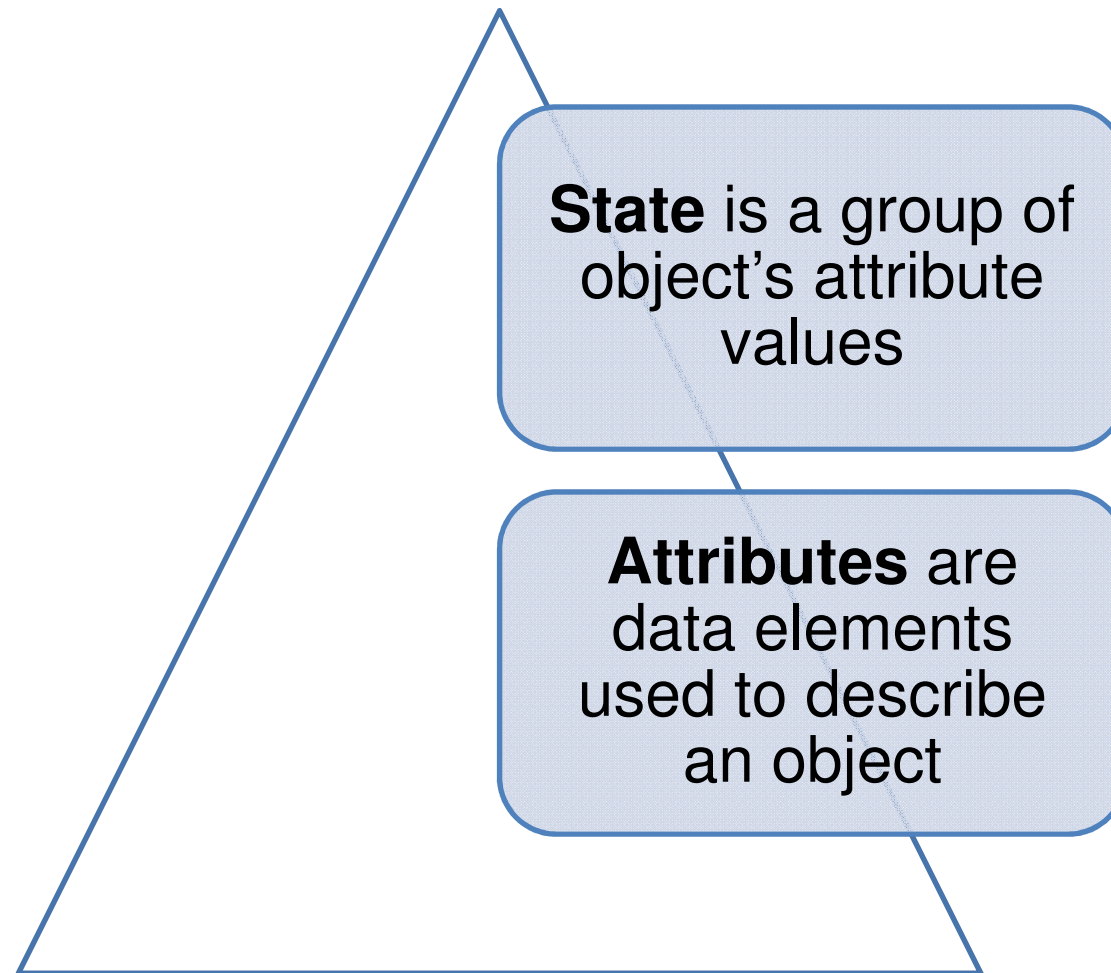 State is a group of
object’s attribute
values
Attributes are
data elements
used to describe
an object